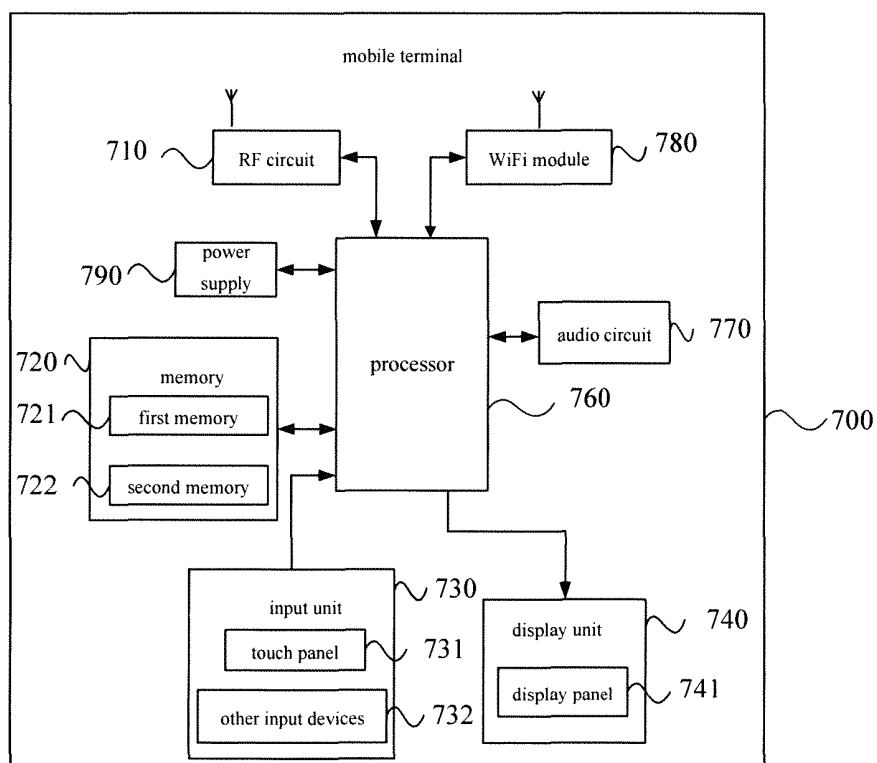 mobile terminal
710
RF circuit
WiFi module
780
790
power
supply
720
memory
721
first memory
722
second memory
processor
760
audio circuit
770
700
input unit
730
touch panel
731
other input devices
732
display unit
740
display panel
741